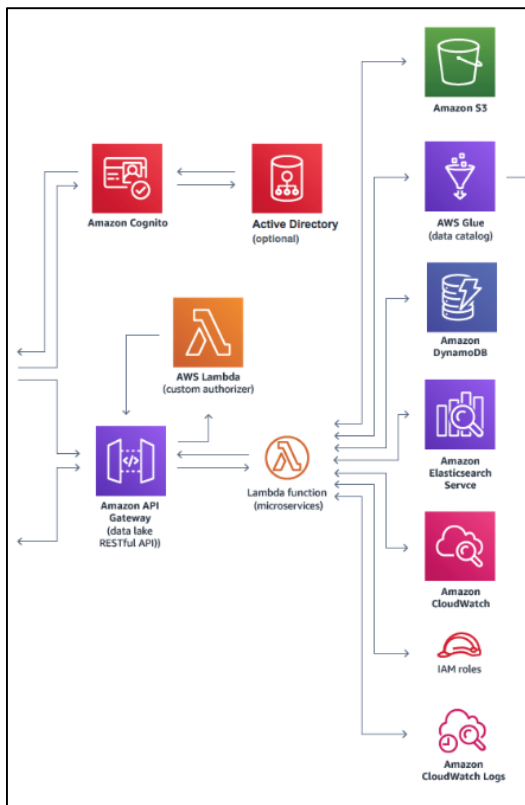 Amazon S3
Amazon Cognito
Active Directory
(optional)
AWS Glue
(data catalog)
Amazon
DynamoDB
AWS Lambda
(custom authorizer)
Amazon API
Gateway
(data lake
RESTful API))
Lambda function
(microservices)
Amazon
Elasticsearch
Servce
Amazon
CloudWatch
IAM roles
Amazon
CloudWatch Logs